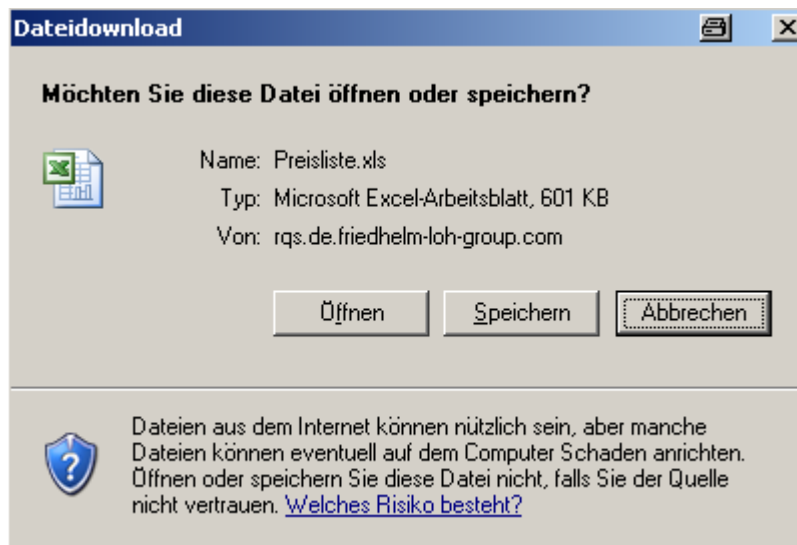 Dateidownload
Möchten Sie diese Datei öffnen oder speichern?
Name: Preisliste.xls
Typ: Microsoft Excel-Arbeitsblatt, 601 KB
Von: rqs.de.friedhelm-loh-group.com
Öffnen Speichern Abbrechen
Dateien aus dem Internet können nützlich sein, aber manche
Dateien können eventuell auf dem Computer Schaden anrichten.
Öffnen oder speichern Sie diese Datei nicht, falls Sie der Quelle
nicht vertrauen. Welches Risiko besteht?